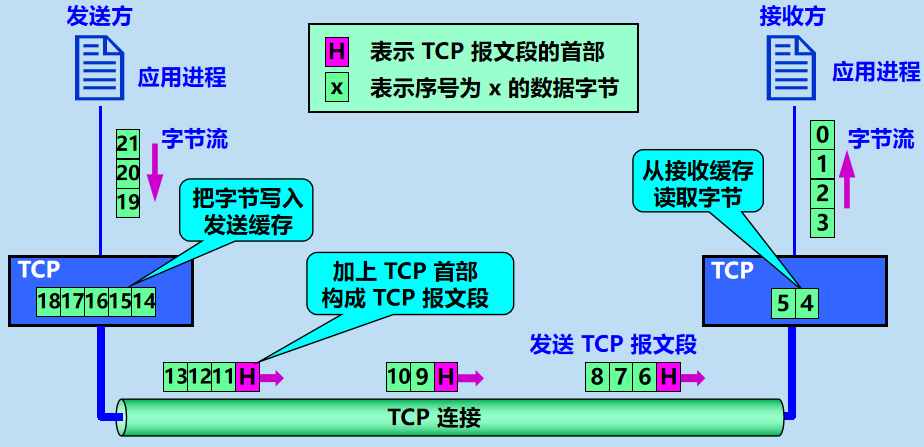 发送方
接收方
H 表示 TCP 报文段的首部
x 表示序号为 x 的数据字节
应用进程
应用进程
21
20
19
字节流
0
1
2
3
字节流
把字节写入
发送缓存
从接收缓存
读取字节
TCP
18 17 16 15 14
加上 TCP 首部
构成 TCP 报文段
TCP
5 4
发送 TCP 报文段
13 12 11 H
10 9 H
8 7 6 H
TCP 连接